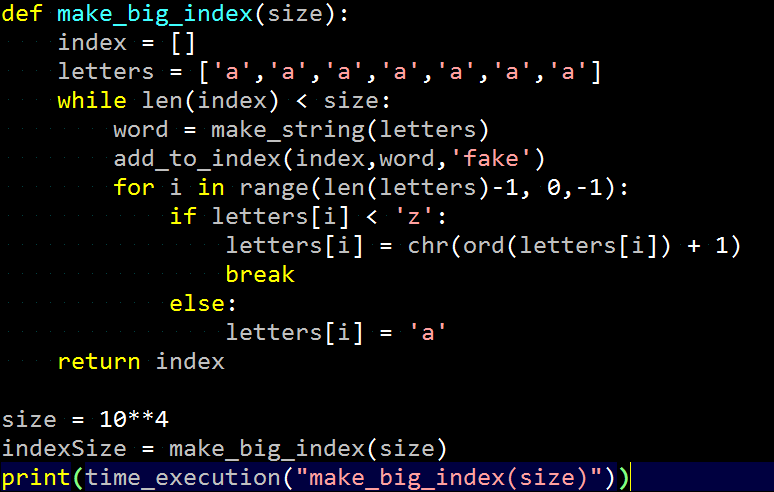 def make_big_index(size):
    index = []
    letters = ['a','a','a','a','a','a','a']
    while len(index) < size:
        word = make_string(letters)
        add_to_index(index,word,'fake')
        for i in range(len(letters)-1, 0,-1):
            if letters[i] < 'z':
                letters[i] = chr(ord(letters[i]) + 1)
                break
            else:
                letters[i] = 'a'
    return index

size = 10**4
indexSize = make_big_index(size)
print(time_execution("make_big_index(size)"))